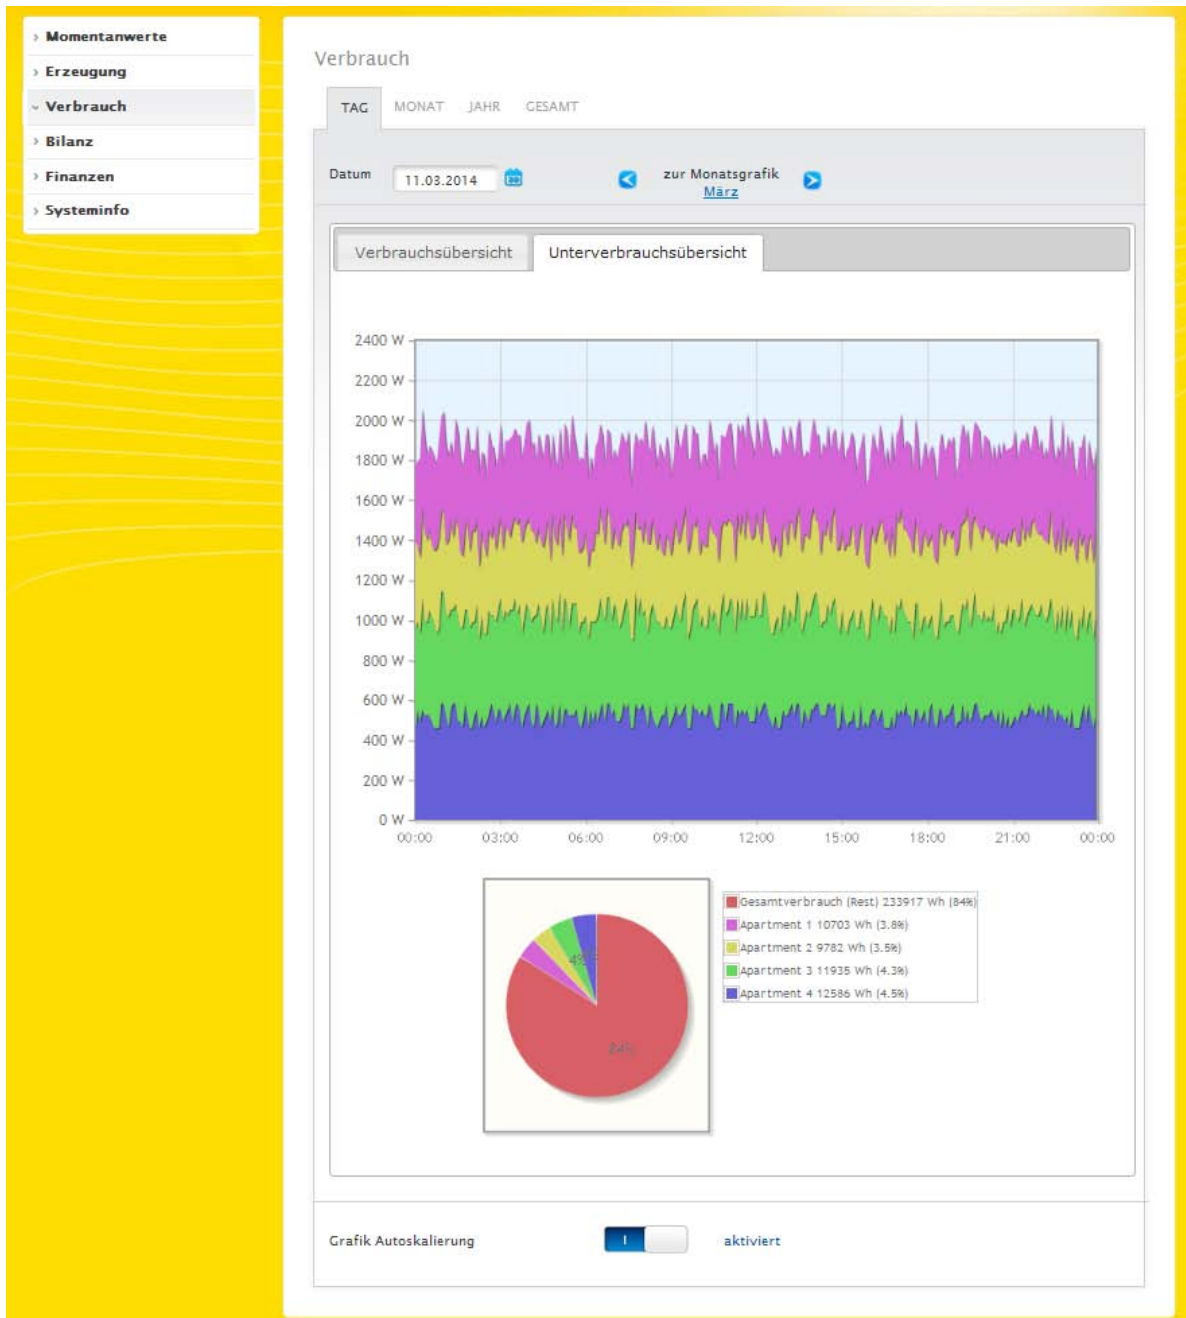 Momentanwerte
Erzeugung
Verbrauch
Bilanz
Finanzen
Systeminfo
Verbrauch
TAG MONAT JAHR GESAMT
Datum 11.03.2014 zur Monatsgrafik
März
Verbrauchsübersicht Unterverbrauchsübersicht
2400 W
2200 W
2000 W
1800 W
1600 W
1400 W
1200 W
1000 W
800 W
600 W
400 W
200 W
0 W
00:00 03:00 06:00 09:00 12:00 15:00 18:00 21:00 00:00
Gesamtverbrauch (Rest) 233917 Wh (84%)
Apartment 1 10703 Wh (3.8%)
Apartment 2 9782 Wh (3.5%)
Apartment 3 11935 Wh (4.3%)
Apartment 4 12586 Wh (4.5%)
84%
Grafik Autoskalierung I aktiviert